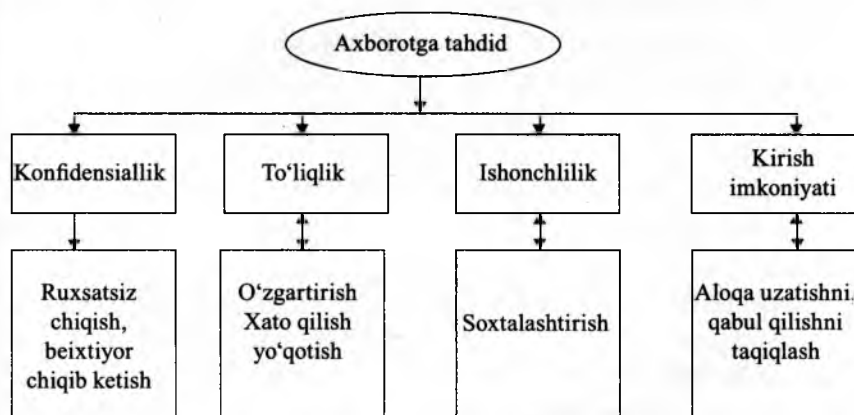 Axborotga tahdid
Konfidensiallik
To‘liqlik
Ishonchlilik
Kirish
imkoniyati
Ruxsatsiz
chiqish,
beixtiyor
chiqib ketish
O‘zgartirish
Xato qilish
yo‘qotish
Soxtalashtirish
Aloqa uzatishni,
qabul qilishni
taqiqlash